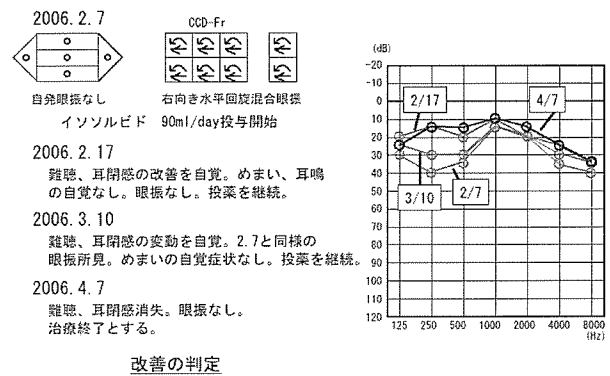 2006.2.7
CCD-Fr
自発眼振なし
右向き水平回旋混合眼振
イソソルビド 90ml/day投与開始
2006.2.17
難聴、耳閉感の改善を自覚。めまい、耳鳴
の自覚なし。眼振なし。投薬を継続。
2006.3.10
難聴、耳閉感の変動を自覚。2.7と同様の
眼振所見。めまいの自覚症状なし。投薬を継続。
2006.4.7
難聴、耳閉感消失。眼振なし。
治療終了とする。
改善の判定
(dB)
-20
-10
0
10
20
30
40
50
60
70
80
90
100
110
120
2/17
4/7
3/10
2/7
125 250 500 1000 2000 4000 8000
(Hz)